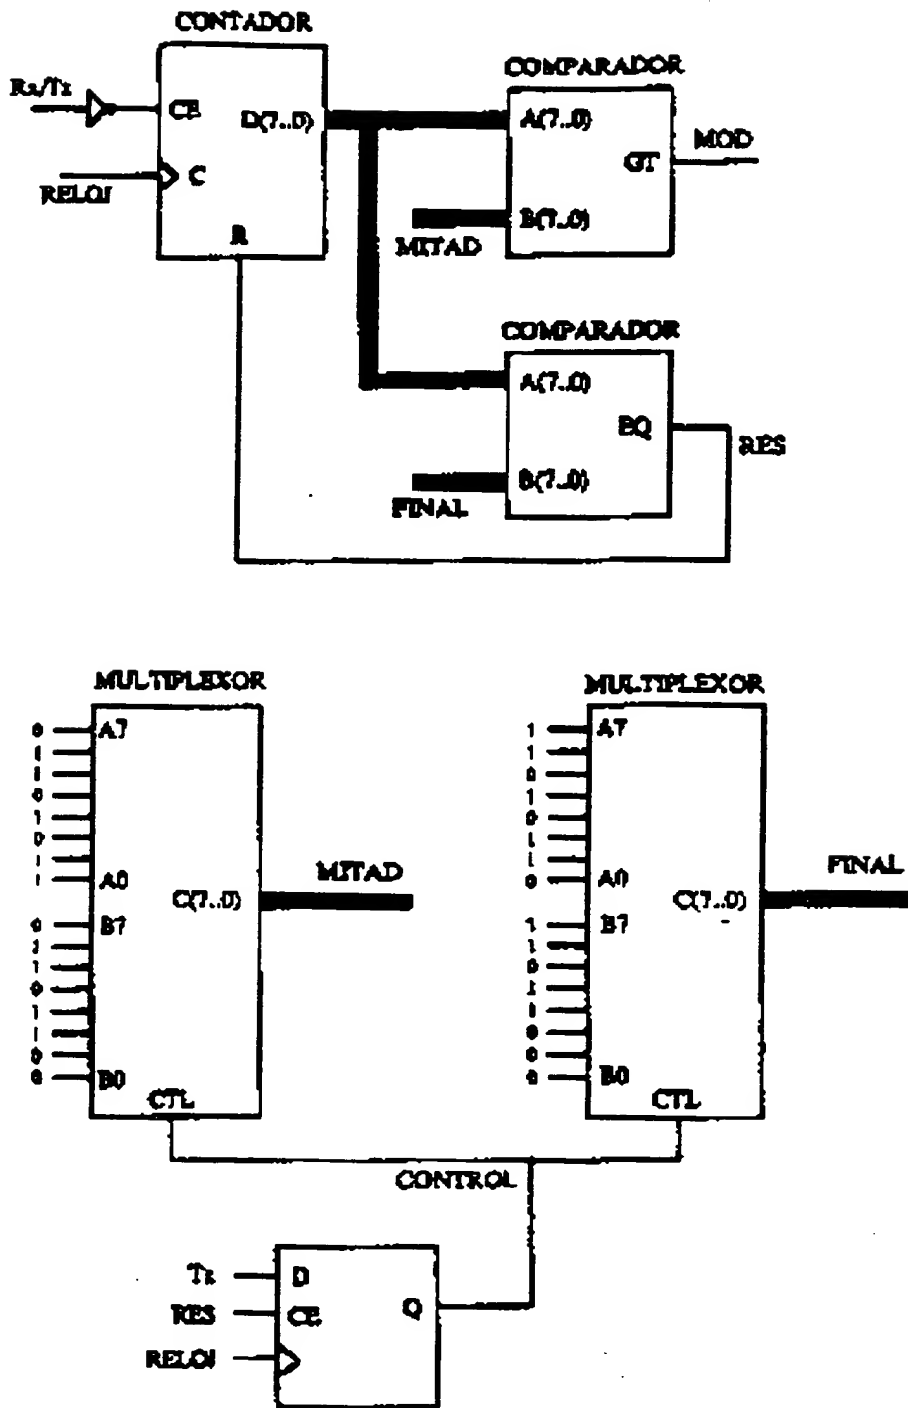 CONTADOR
Rx/Tx
CE
D(7..0)
RELOJ
C
R
COMPARADOR
A(7..0)
GT
MOD
B(7..0)
MITAD
COMPARADOR
A(7..0)
EQ
RES
B(7..0)
FINAL
MULTIPLEXOR
0 A7
1
1
0
1
0
1
1 A0
C(7..0)
MITAD
0 B7
1
1
0
1
1
0
0 B0
CTL
MULTIPLEXOR
1 A7
1
0
1
0
1
1
0 A0
C(7..0)
FINAL
1 B7
1
0
1
1
0
0
0 B0
CTL
CONTROL
Tx
D
RES
CE
Q
RELOJ